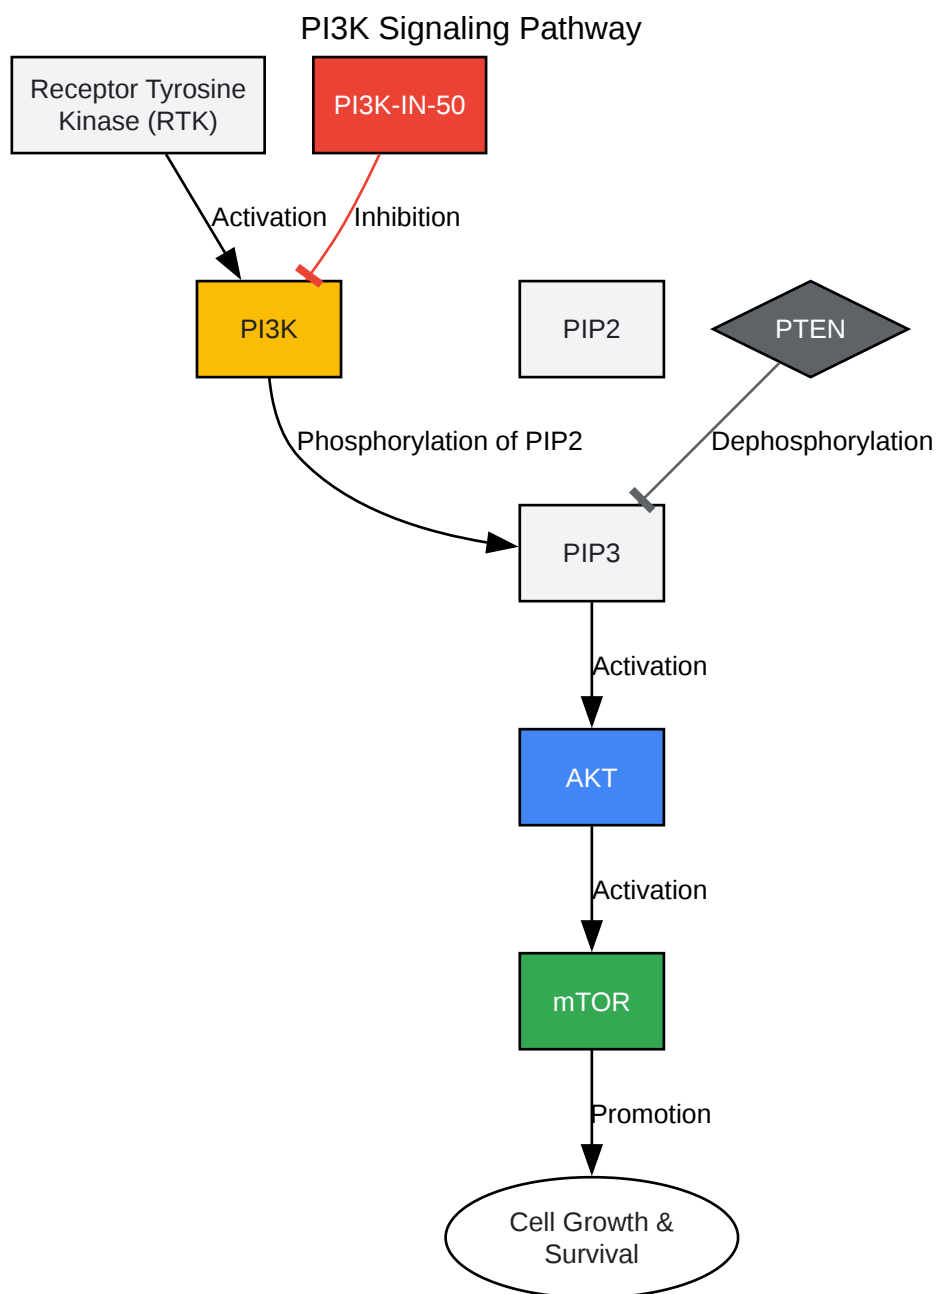 PI3K Signaling Pathway
Receptor Tyrosine
Kinase (RTK)
PI3K-IN-50
Activation
Inhibition
PI3K
PIP2
PTEN
Phosphorylation of PIP2
Dephosphorylation
PIP3
Activation
AKT
Activation
mTOR
Promotion
Cell Growth &
Survival